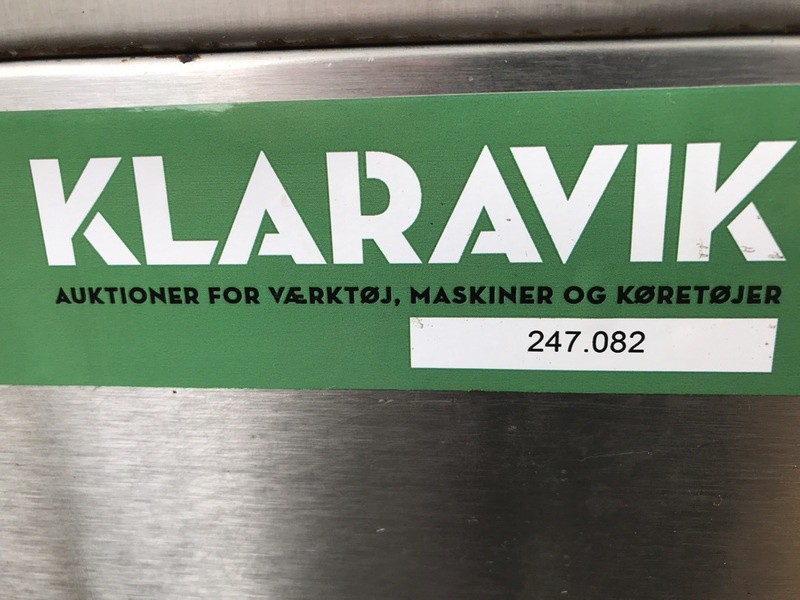 KLARAVIK
AUKTIONER FOR VÆRKTØJ, MASKINER OG KØRETØJER
247.082